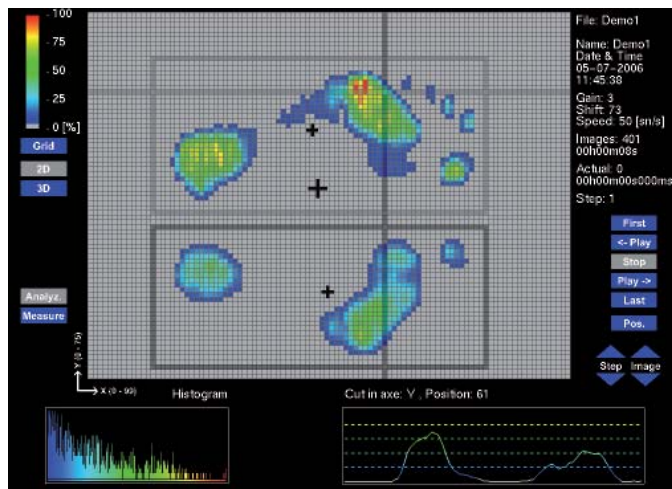 - 100
- 75
- 50
- 25
- 0 [%]
Grid
2D
3D
Analyz.
Measure
Y (0 - 75)
X (0 - 99)
File: Demo1
Name: Demo1
Date & Time
05-07-2006
11:45:38
Gain: 3
Shift: 73
Speed: 50 [sn/s]
Images: 401
00h00m08s
Actual: 0
00h00m00s000ms
Step: 1
First
<- Play
Stop
Play ->
Last
Pos.
Step Image
Histogram
Cut in axe: Y , Position: 61